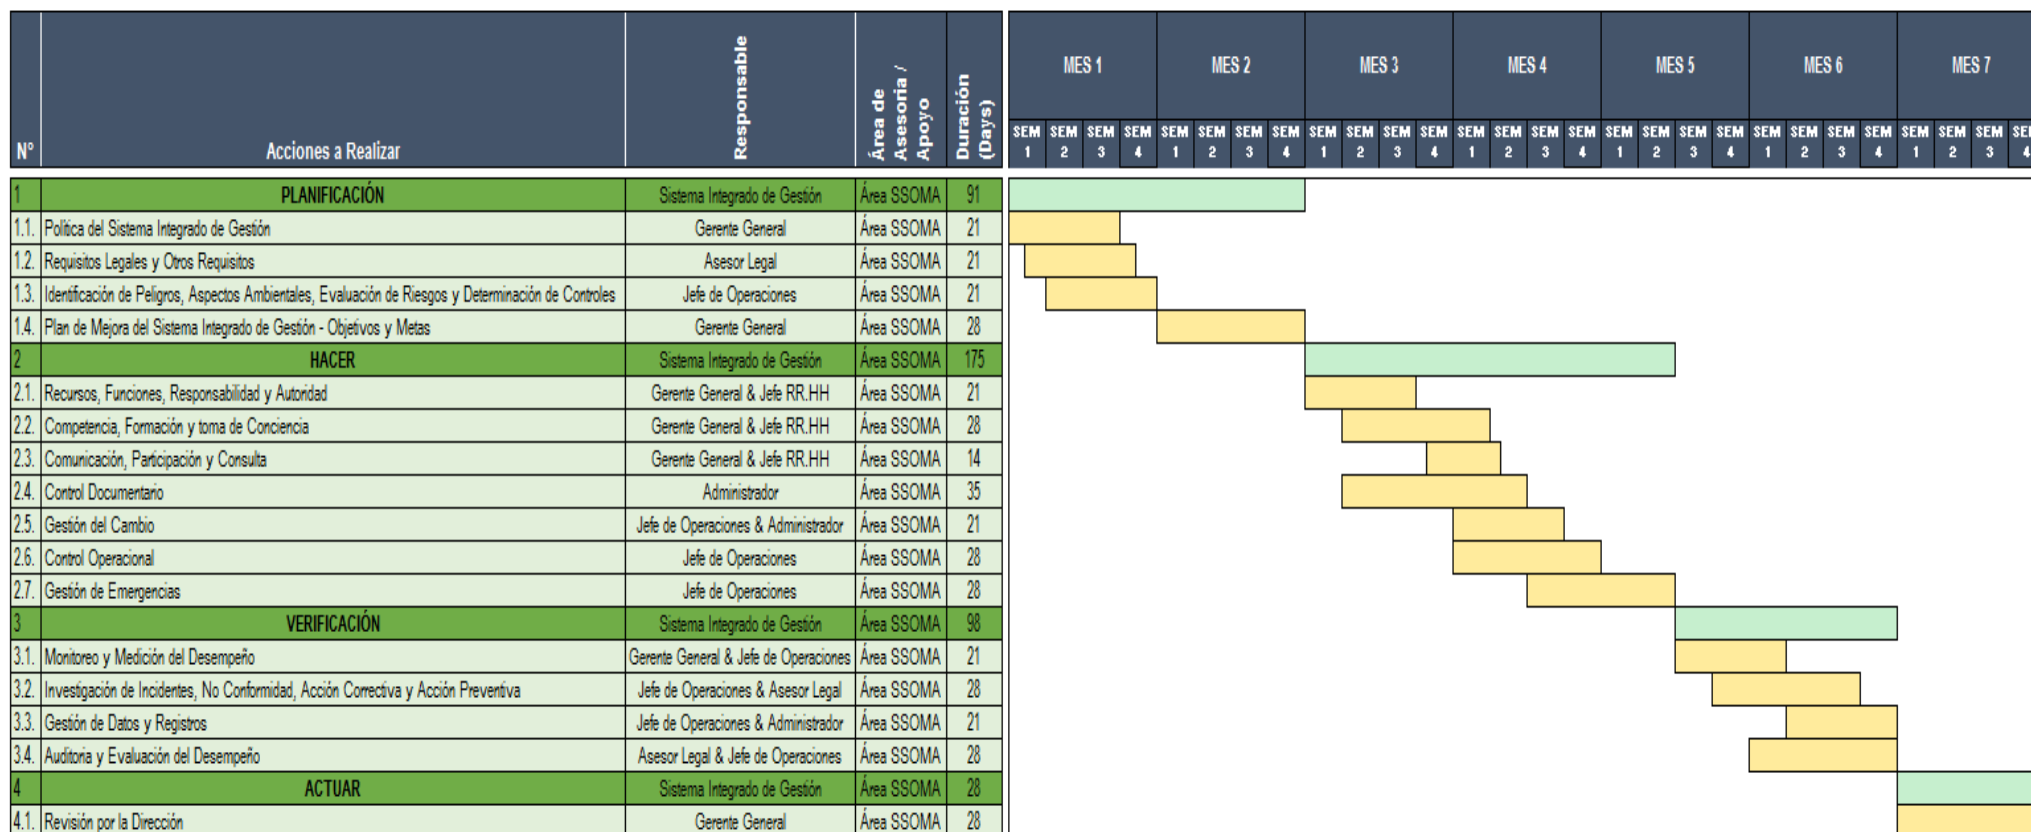 N° Acciones a Realizar Responsable Área de Asesoria / Apoyo Duración (Days) MES 1 MES 2 MES 3 MES 4 MES 5 MES 6 MES 7
SEM 1 SEM 2 SEM 3 SEM 4 SEM 1 SEM 2 SEM 3 SEM 4 SEM 1 SEM 2 SEM 3 SEM 4 SEM 1 SEM 2 SEM 3 SEM 4 SEM 1 SEM 2 SEM 3 SEM 4 SEM 1 SEM 2 SEM 3 SEM 4 SEM 1 SEM 2 SEM 3 SEM 4
1 PLANIFICACIÓN Sistema Integrado de Gestión Área SSOMA 91
1.1. Política del Sistema Integrado de Gestión Gerente General Área SSOMA 21
1.2. Requisitos Legales y Otros Requisitos Asesor Legal Área SSOMA 21
1.3. Identificación de Peligros, Aspectos Ambientales, Evaluación de Riesgos y Determinación de Controles Jefe de Operaciones Área SSOMA 21
1.4. Plan de Mejora del Sistema Integrado de Gestión - Objetivos y Metas Gerente General Área SSOMA 28
2 HACER Sistema Integrado de Gestión Área SSOMA 175
2.1. Recursos, Funciones, Responsabilidad y Autoridad Gerente General & Jefe RR.HH Área SSOMA 21
2.2. Competencia, Formación y toma de Conciencia Gerente General & Jefe RR.HH Área SSOMA 28
2.3. Comunicación, Participación y Consulta Gerente General & Jefe RR.HH Área SSOMA 14
2.4. Control Documentario Administrador Área SSOMA 35
2.5. Gestión del Cambio Jefe de Operaciones & Administrador Área SSOMA 21
2.6. Control Operacional Jefe de Operaciones Área SSOMA 28
2.7. Gestión de Emergencias Jefe de Operaciones Área SSOMA 28
3 VERIFICACIÓN Sistema Integrado de Gestión Área SSOMA 98
3.1. Monitoreo y Medición del Desempeño Gerente General & Jefe de Operaciones Área SSOMA 21
3.2. Investigación de Incidentes, No Conformidad, Acción Correctiva y Acción Preventiva Jefe de Operaciones & Asesor Legal Área SSOMA 28
3.3. Gestión de Datos y Registros Jefe de Operaciones & Administrador Área SSOMA 21
3.4. Auditoria y Evaluación del Desempeño Asesor Legal & Jefe de Operaciones Área SSOMA 28
4 ACTUAR Sistema Integrado de Gestión Área SSOMA 28
4.1. Revisión por la Dirección Gerente General Área SSOMA 28